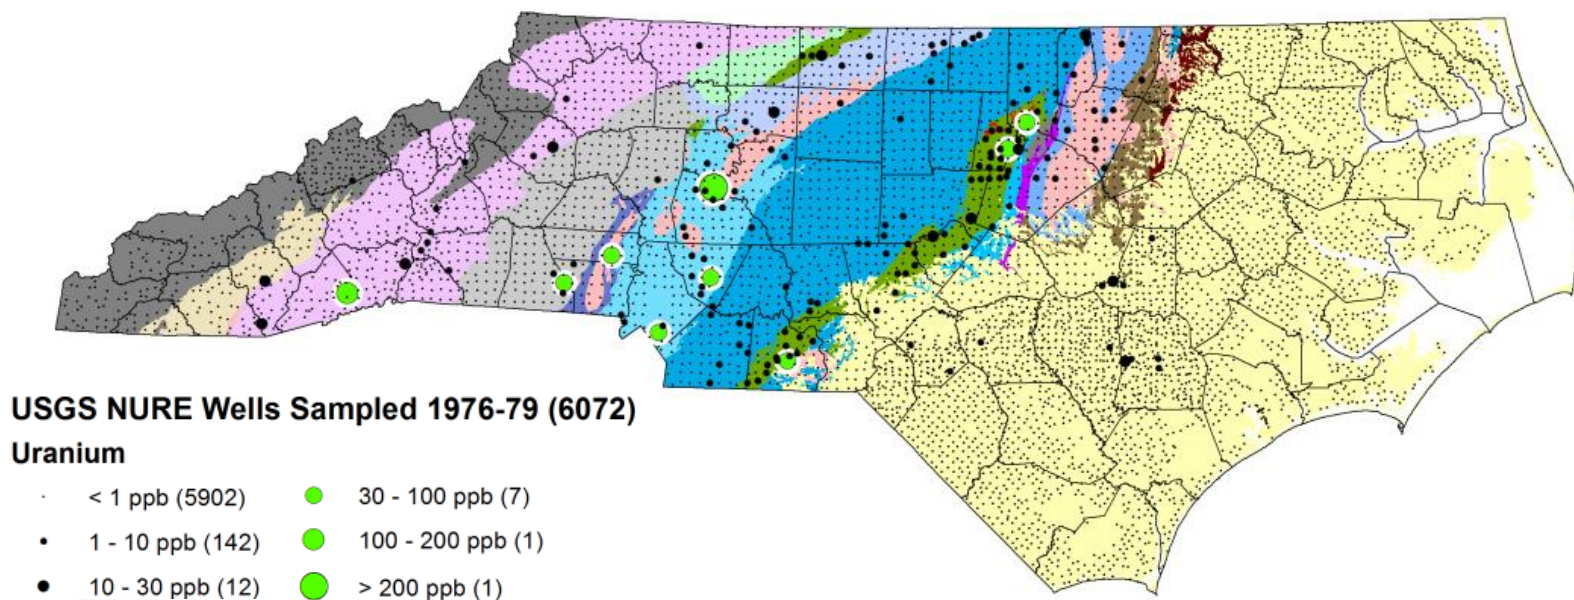 USGS NURE Wells Sampled 1976-79 (6072)
Uranium
< 1 ppb (5902)
1 - 10 ppb (142)
10 - 30 ppb (12)
30 - 100 ppb (7)
100 - 200 ppb (1)
> 200 ppb (1)